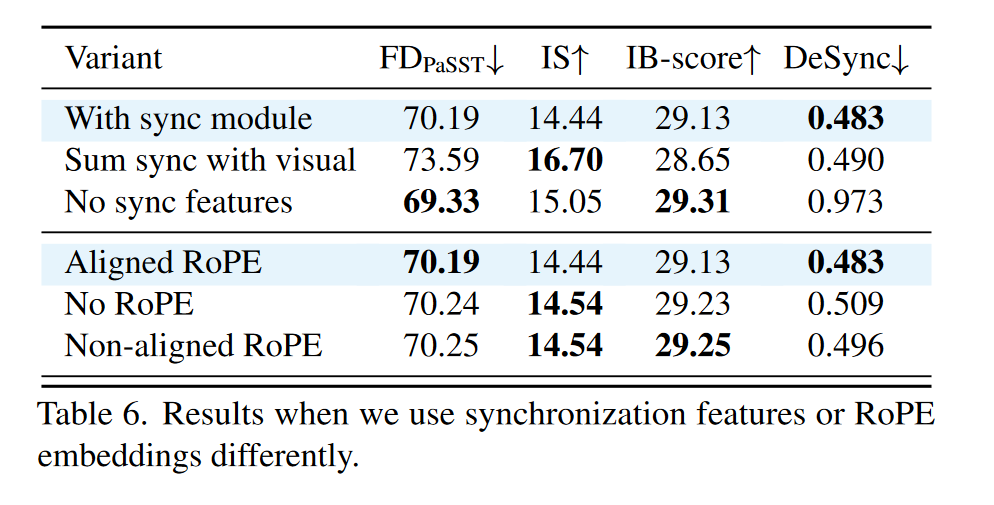 Variant FD_PaSST↓ IS↑ IB-score↑ DeSync↓
With sync module 70.19 14.44 29.13 0.483
Sum sync with visual 73.59 16.70 28.65 0.490
No sync features 69.33 15.05 29.31 0.973
Aligned RoPE 70.19 14.44 29.13 0.483
No RoPE 70.24 14.54 29.23 0.509
Non-aligned RoPE 70.25 14.54 29.25 0.496
Table 6. Results when we use synchronization features or RoPE
embeddings differently.